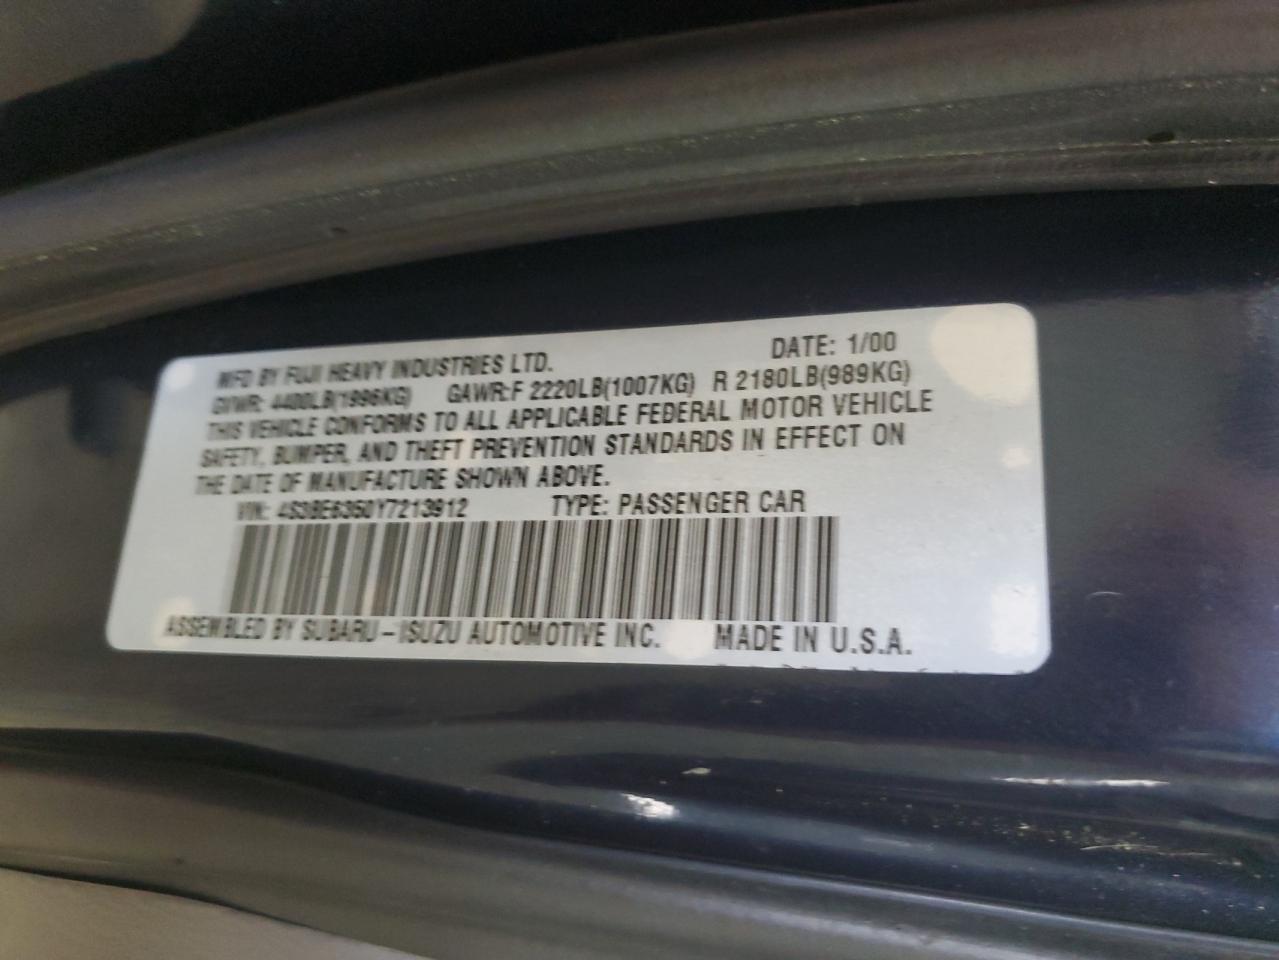 MFD BY FUJI HEAVY INDUSTRIES LTD. DATE: 1/00
GVWR: 4400LB(1996KG) GAWR:F 2220LB(1007KG) R 2180LB(989KG)
THIS VEHICLE CONFORMS TO ALL APPLICABLE FEDERAL MOTOR VEHICLE
SAFETY, BUMPER, AND THEFT PREVENTION STANDARDS IN EFFECT ON
THE DATE OF MANUFACTURE SHOWN ABOVE.
VIN: 4S3BE6350Y7213912 TYPE: PASSENGER CAR
ASSEMBLED BY SUBARU-ISUZU AUTOMOTIVE INC. MADE IN U.S.A.